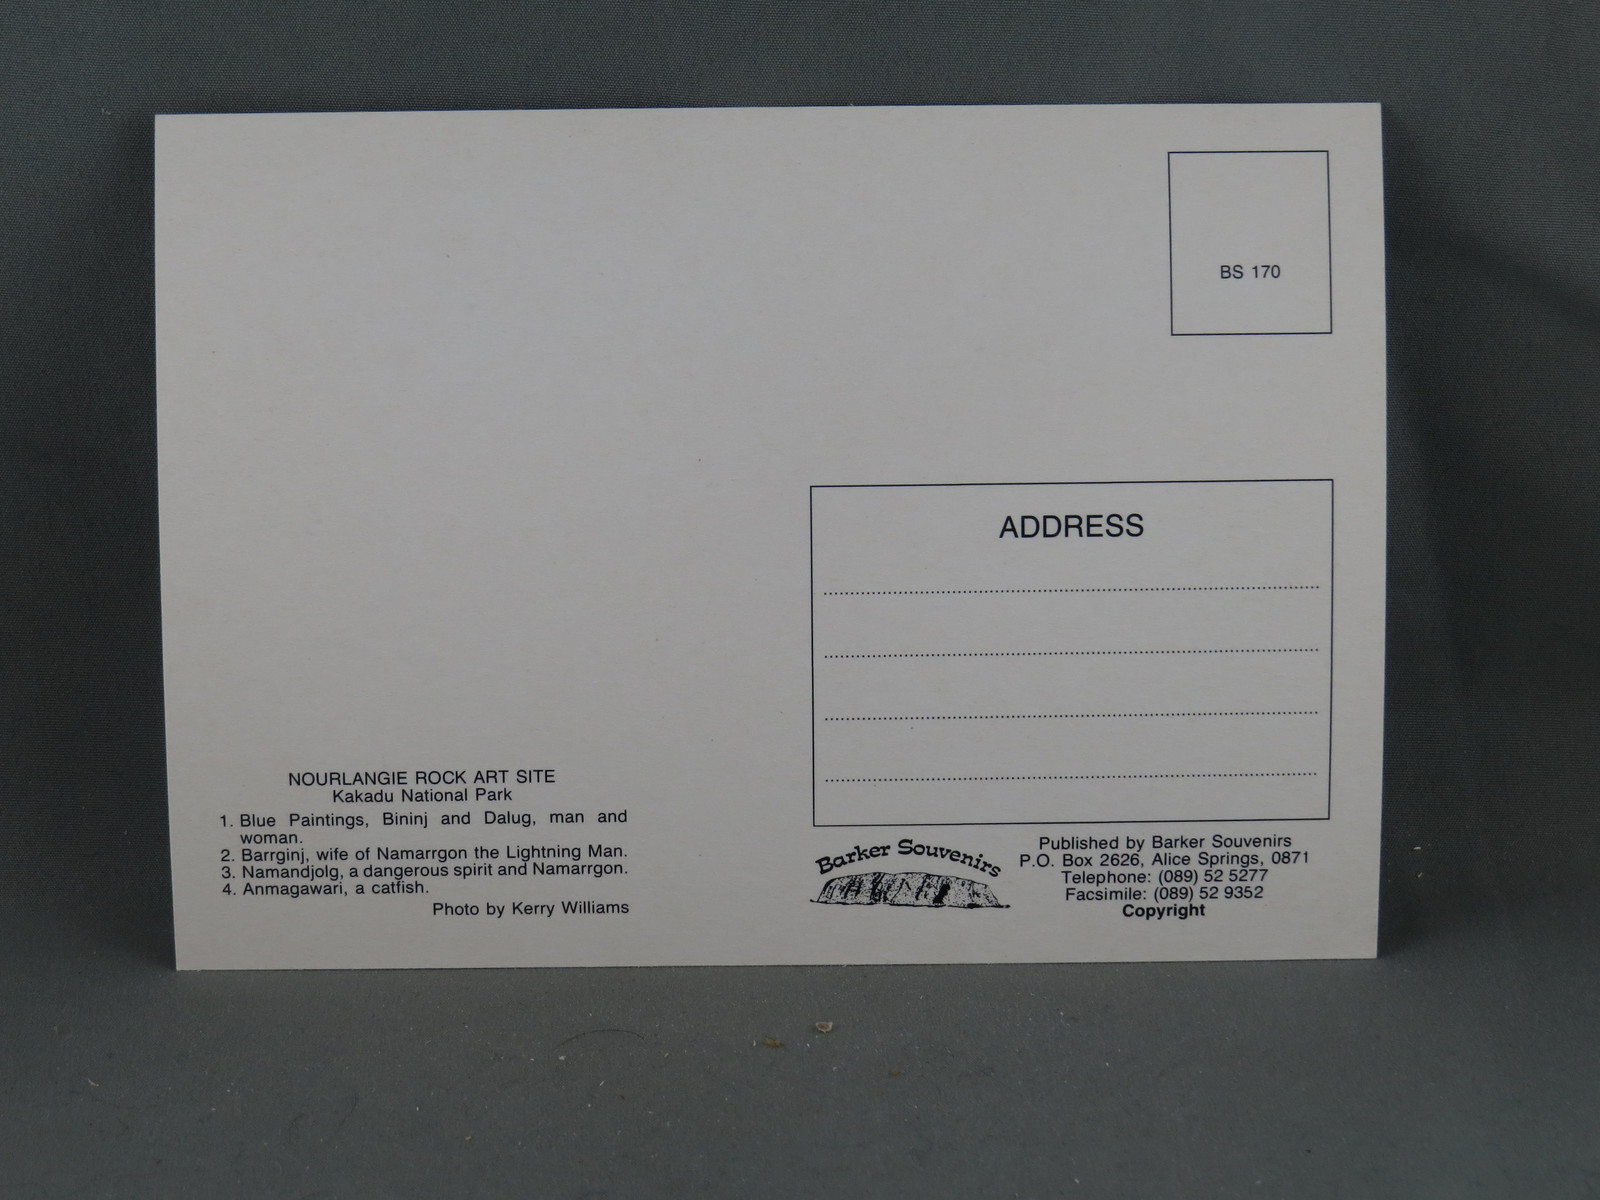 BS 170
ADDRESS
NOURLANGIE ROCK ART SITE
Kakadu National Park
1. Blue Paintings, Bininj and Dalug, man and
woman.
2. Barrginj, wife of Namarrgon the Lightning Man.
3. Namandjolg, a dangerous spirit and Namarrgon.
4. Anmagawari, a catfish.
Photo by Kerry Williams
Barker Souvenirs
Published by Barker Souvenirs
P.O. Box 2626, Alice Springs, 0871
Telephone: (089) 52 5277
Facsimile: (089) 52 9352
Copyright